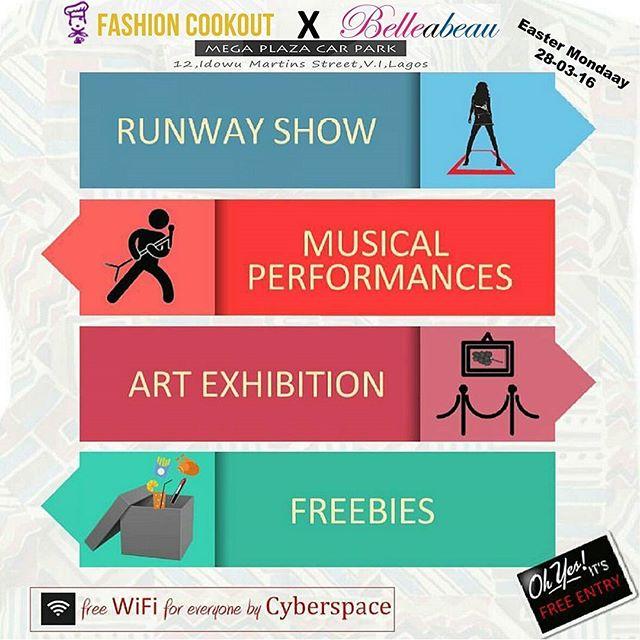 FASHION COOKOUT X Belleabeau
MEGA PLAZA CAR PARK
12,Idowu Martins Street,V.I,Lagos
Easter Mondaay
28-03-16
RUNWAY SHOW
MUSICAL
PERFORMANCES
ART EXHIBITION
FREEBIES
Oh Yes! IT'S
FREE ENTRY
free WiFi for everyone by Cyberspace